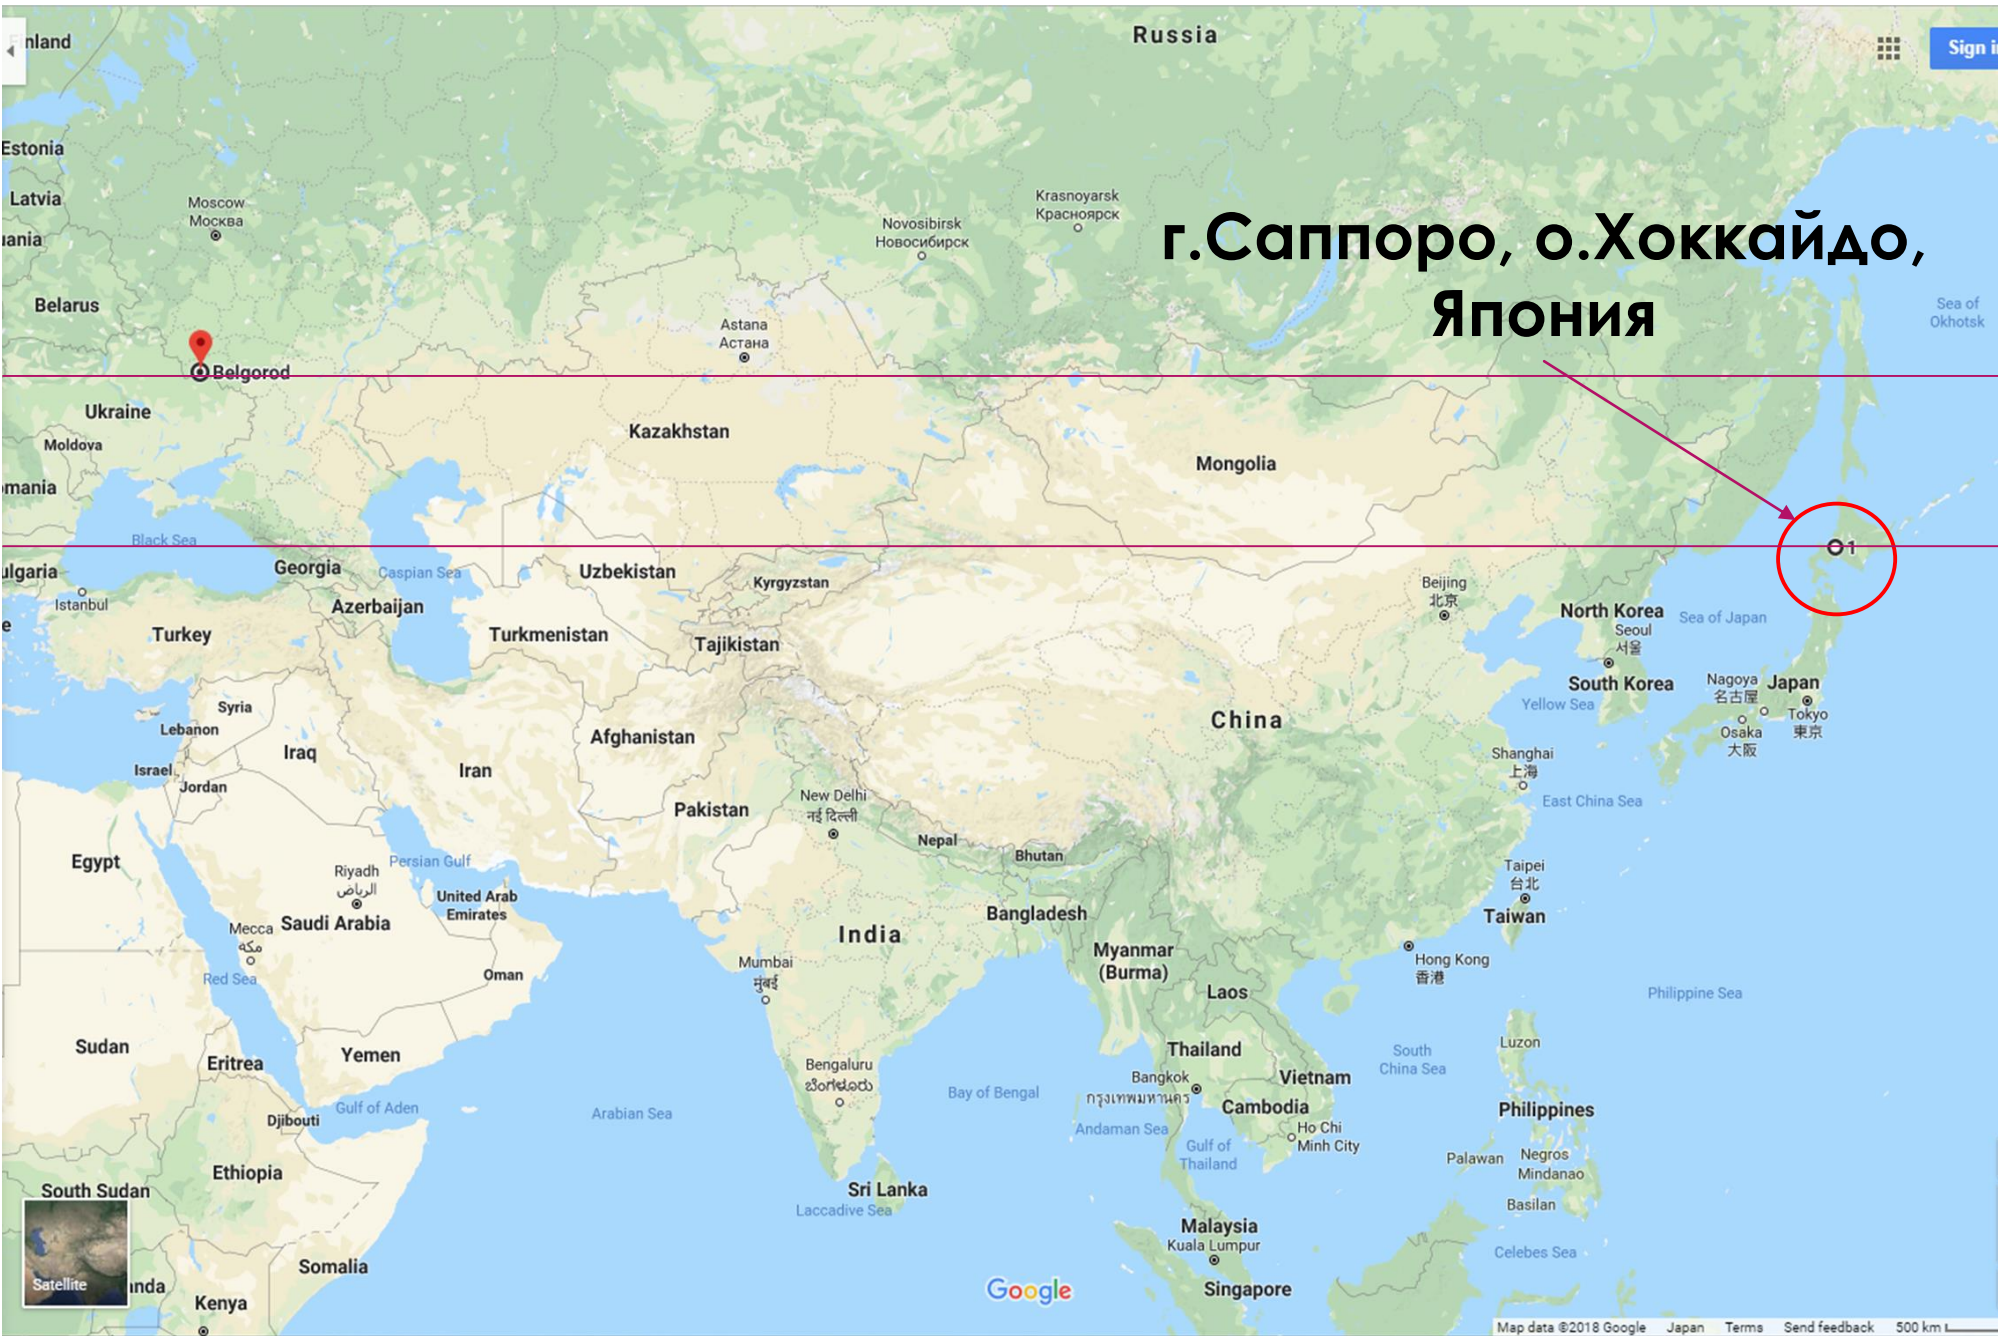 Russia
Finland
Sign i
Estonia
Latvia
Moscow
Москва
Krasnoyarsk
Красноярск
Novosibirsk
Новосибирск
г.Саппоро, о.Хоккайдо,
Япония
uania
Belarus
Sea of
Okhotsk
Astana
Астана
Belgorod
Ukraine
Kazakhstan
Moldova
Mongolia
mania
Black Sea
1
Georgia
Caspian Sea
Uzbekistan
Kyrgyzstan
ulgaria
Istanbul
Beijing
北京
Azerbaijan
North Korea
Sea of Japan
e
Turkey
Turkmenistan
Tajikistan
Seoul
서울
South Korea
Nagoya
名古屋
Japan
Syria
Yellow Sea
Tokyo
東京
Lebanon
China
Osaka
大阪
Afghanistan
Iraq
Iran
Israel
Jordan
Shanghai
上海
Pakistan
New Delhi
नई दिल्ली
East China Sea
Nepal
Bhutan
Egypt
Persian Gulf
Riyadh
الرياض
Taipei
台北
United Arab
Emirates
Bangladesh
Taiwan
Mecca
مكة
Saudi Arabia
India
Myanmar
(Burma)
Hong Kong
香港
Mumbai
मुंबई
Red Sea
Oman
Laos
Philippine Sea
Sudan
Eritrea
Yemen
Thailand
South
China Sea
Luzon
Bengaluru
ಬೆಂಗಳೂರು
Bangkok
กรุงเทพมหานคร
Vietnam
Bay of Bengal
Gulf of Aden
Arabian Sea
Cambodia
Philippines
Djibouti
Andaman Sea
Ho Chi
Minh City
Gulf of
Thailand
Ethiopia
Palawan
Negros
Mindanao
South Sudan
Sri Lanka
Laccadive Sea
Basilan
Malaysia
Kuala Lumpur
Celebes Sea
Somalia
Satellite
anda
Kenya
Google
Singapore
Map data ©2018 Google Japan Terms Send feedback 500 km